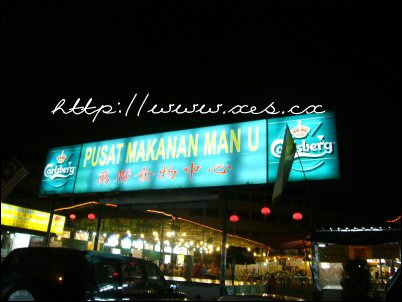 http://www.xes.cx
Carlsberg
PUSAT MAKANAN MAN U
萬聯食物中心
Carlsberg